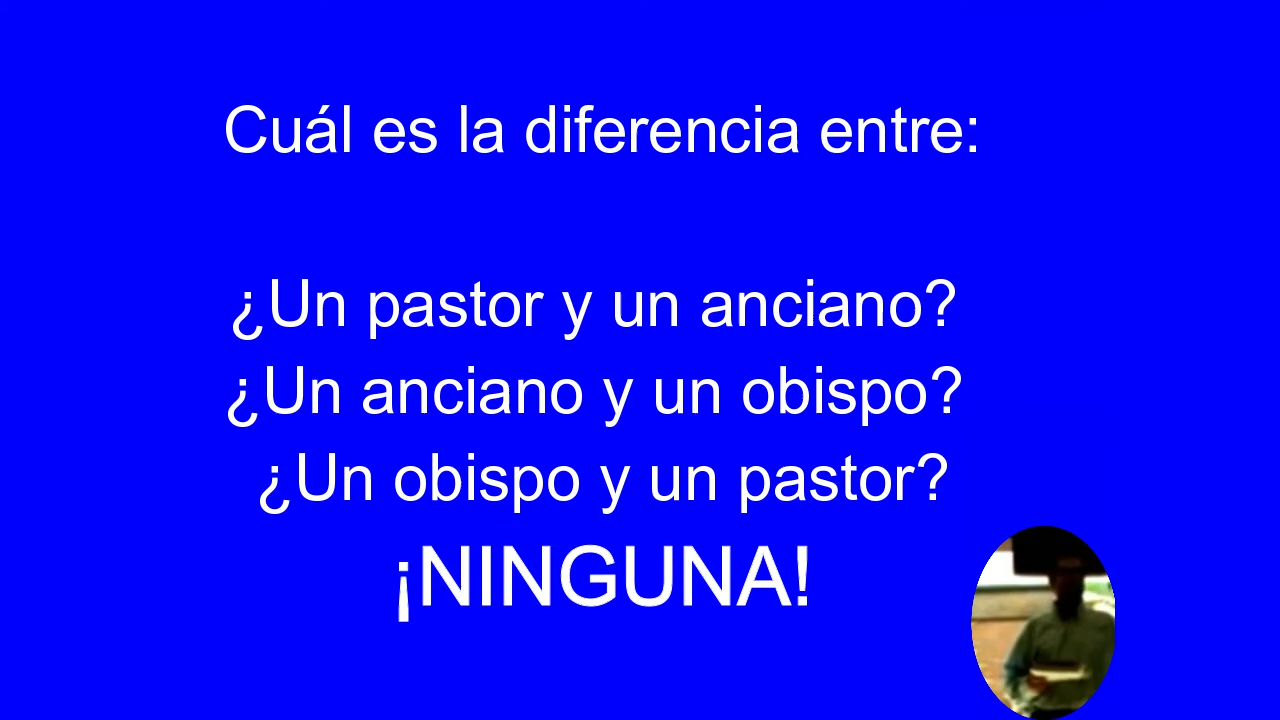 Cuál es la diferencia entre:
¿Un pastor y un anciano?
¿Un anciano y un obispo?
¿Un obispo y un pastor?
¡NINGUNA!